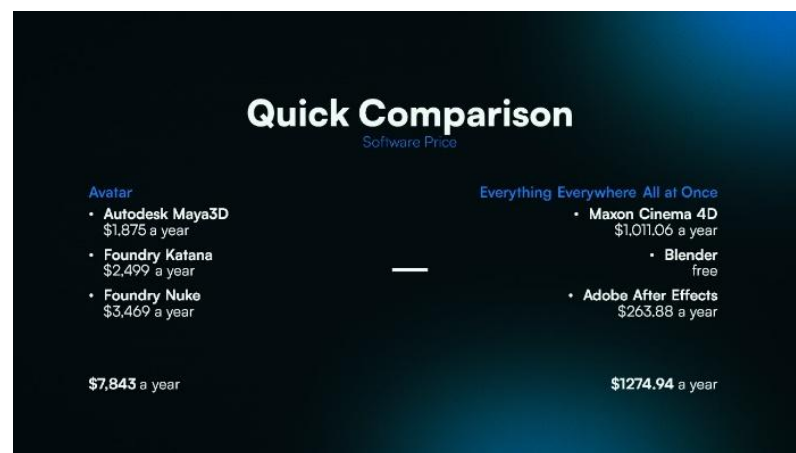 Quick Comparison
Software Price
Avatar
• Autodesk Maya3D
$1,875 a year
• Foundry Katana
$2,499 a year
• Foundry Nuke
$3,469 a year
$7,843 a year
Everything Everywhere All at Once
• Maxon Cinema 4D
$1,011.06 a year
• Blender
free
• Adobe After Effects
$263.88 a year
$1274.94 a year